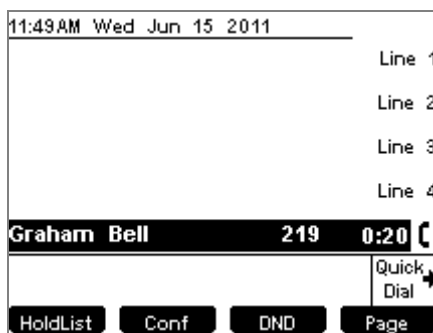 11:49AM Wed Jun 15 2011
Line 1
Line 2
Line 3
Line 4
Graham Bell 219 0:20
Quick
Dial
HoldList Conf DND Page